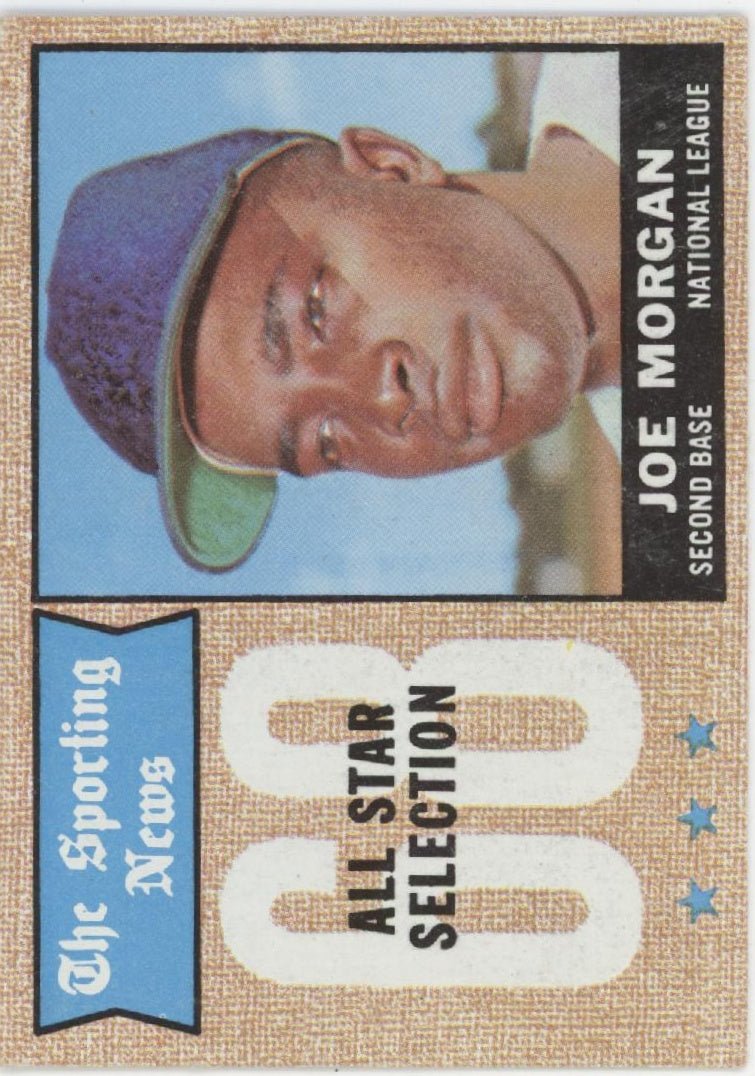 The Sporting
News
68
ALL STAR
SELECTION
JOE MORGAN
SECOND BASE NATIONAL LEAGUE